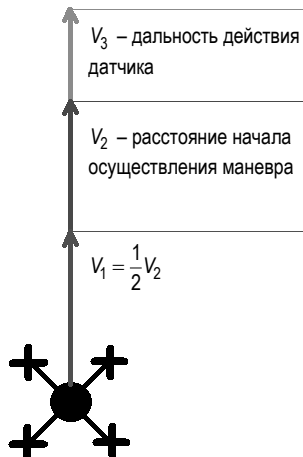 V₃ – дальность действия
датчика
V₂ – расстояние начала
осуществления маневра
V₁ = 1/2 V₂